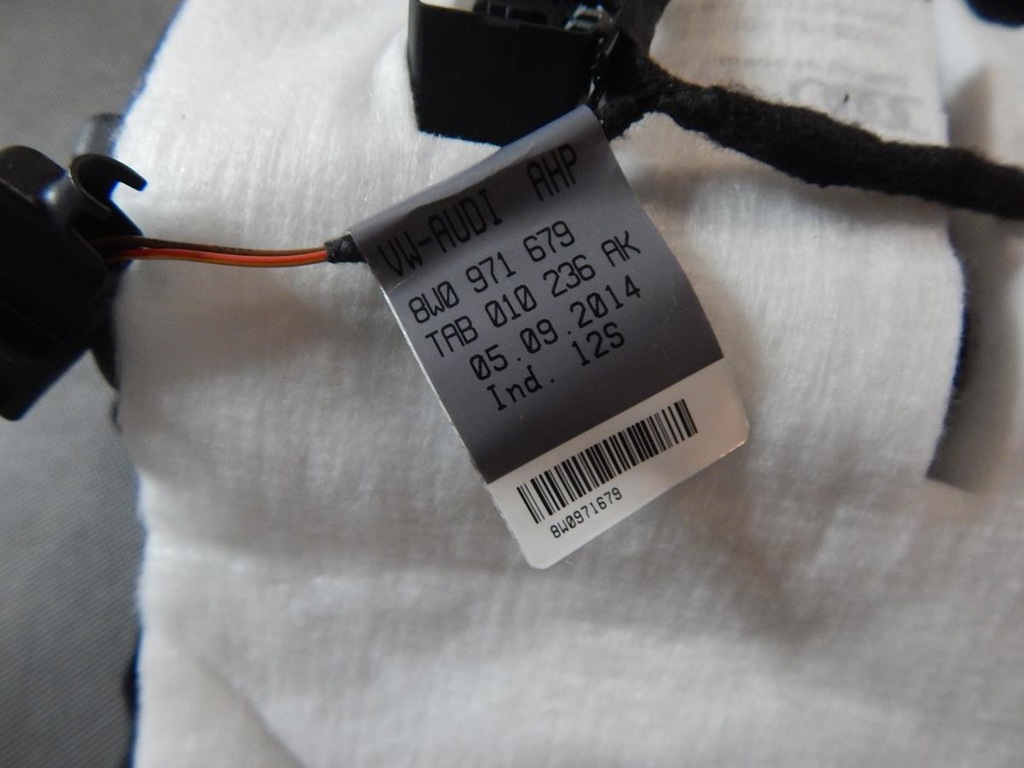 VW-AUDI AHP
8W0 971 679
TAB 010 236 AK
05.09.2014
Ind. 12S
8W0971679